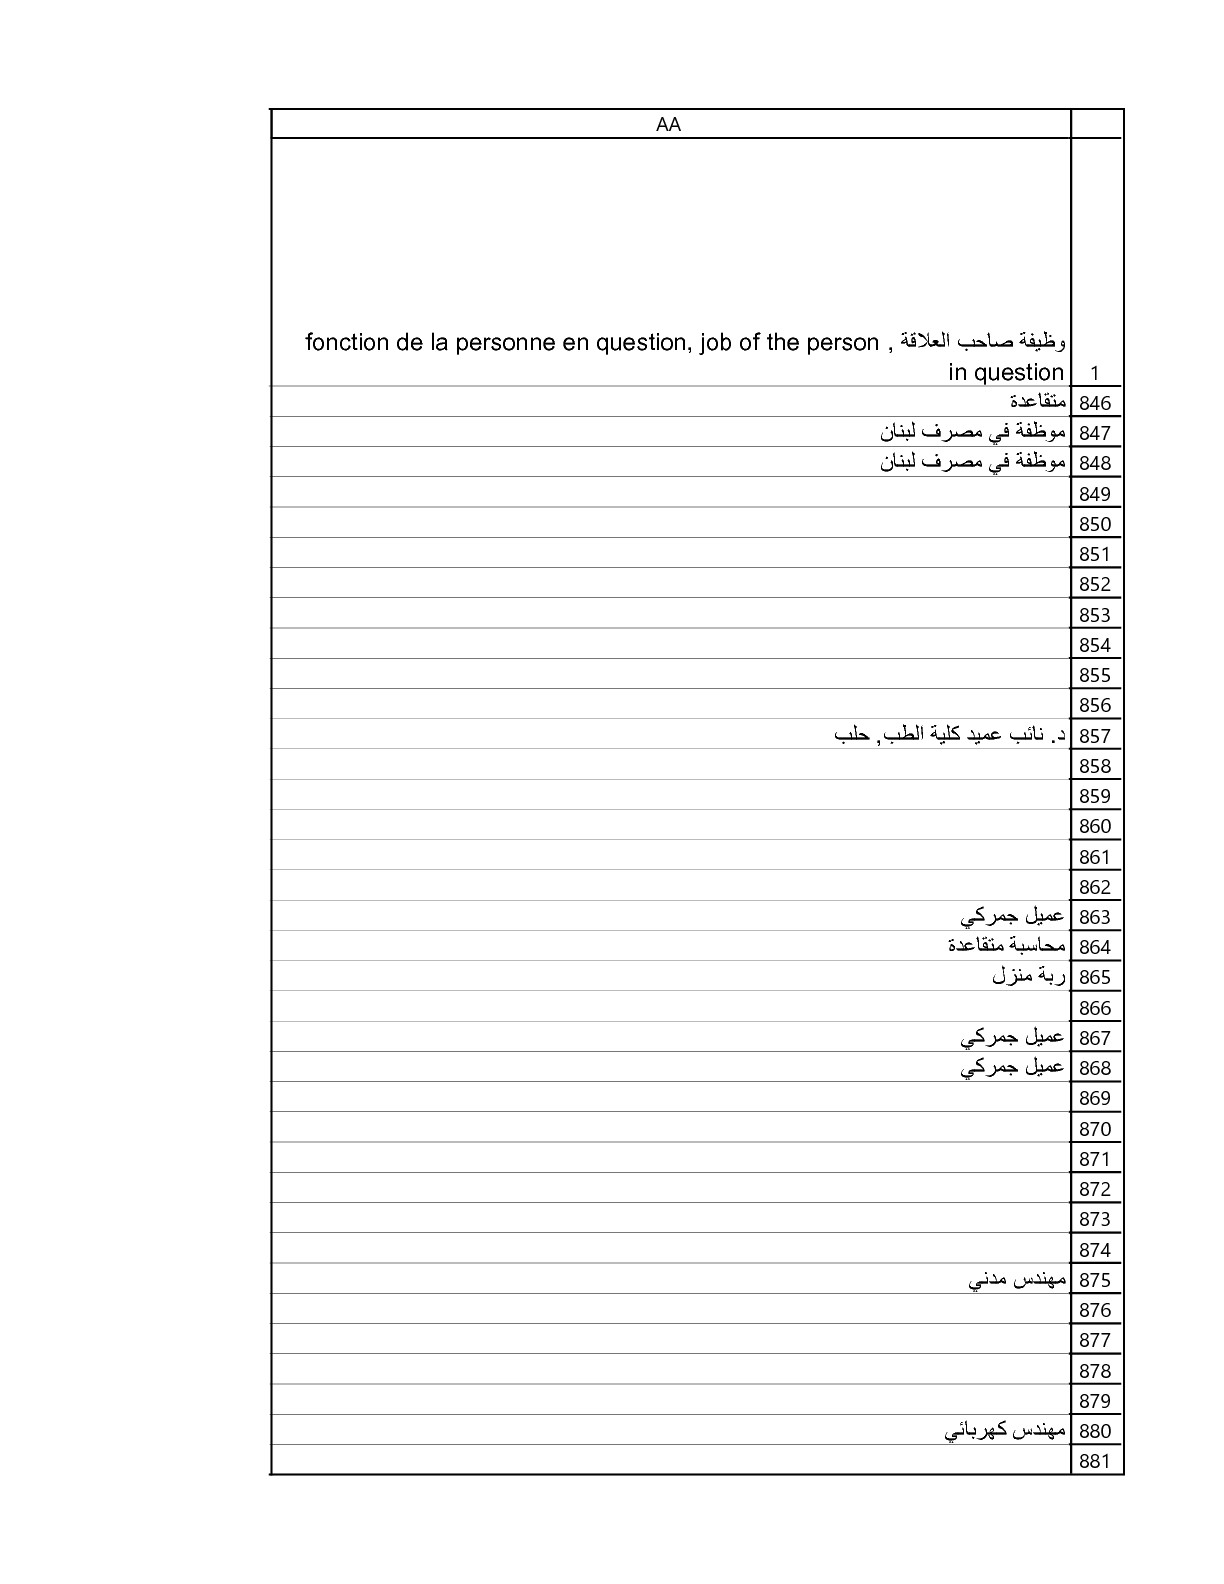 AA
وظيفة صاحب العلاقة , fonction de la personne en question, job of the person
in question 1
متقاعدة 846
موظفة في مصرف لبنان 847
موظفة في مصرف لبنان 848
849
850
851
852
853
854
855
856
د. نائب عميد كلية الطب, حلب 857
858
859
860
861
862
عميل جمركي 863
محاسبة متقاعدة 864
ربة منزل 865
866
عميل جمركي 867
عميل جمركي 868
869
870
871
872
873
874
مهندس مدني 875
876
877
878
879
مهندس كهربائي 880
881